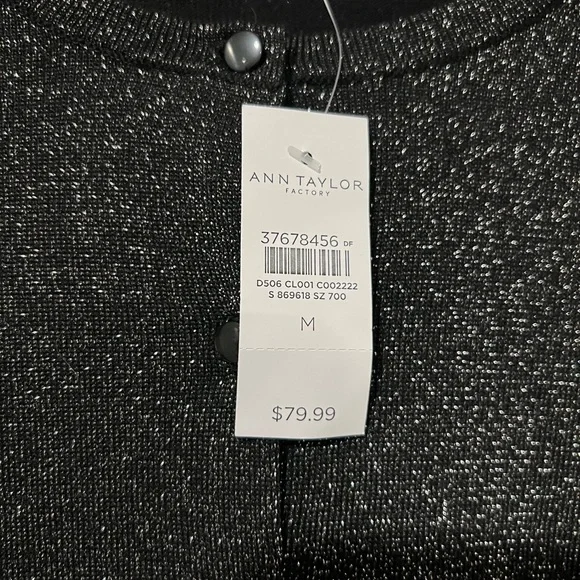 ANN TAYLOR
FACTORY
37678456 DF
D506 CL001 C002222
S 869618 SZ 700
M
$79.99